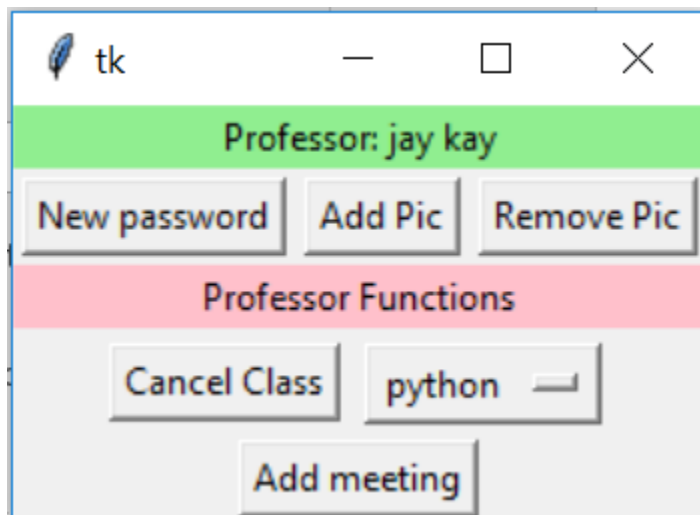 tk
Professor: jay kay
New password Add Pic Remove Pic
Professor Functions
Cancel Class python
Add meeting